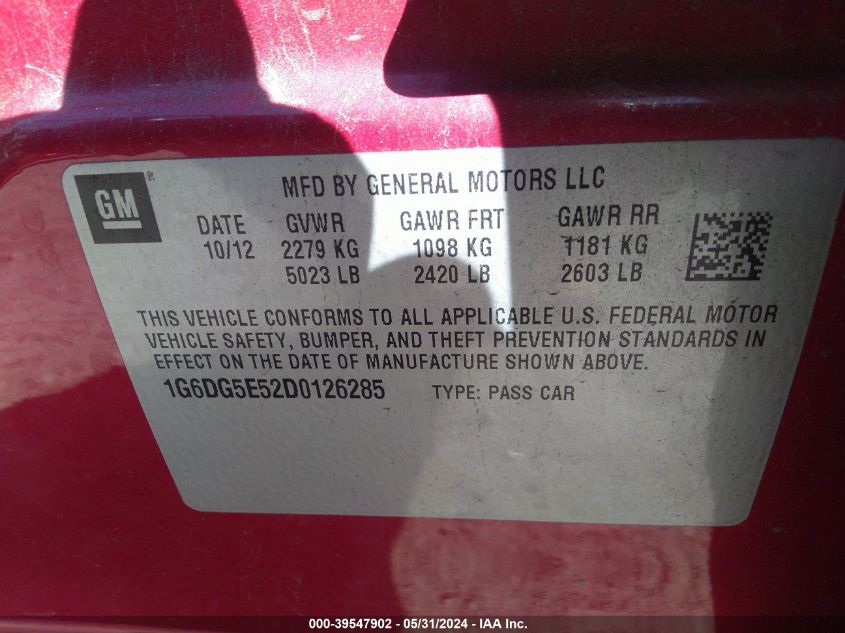 GM ®
MFD BY GENERAL MOTORS LLC
DATE GVWR GAWR FRT GAWR RR
10/12 2279 KG 1098 KG 1181 KG
5023 LB 2420 LB 2603 LB
THIS VEHICLE CONFORMS TO ALL APPLICABLE U.S. FEDERAL MOTOR
VEHICLE SAFETY, BUMPER, AND THEFT PREVENTION STANDARDS IN
EFFECT ON THE DATE OF MANUFACTURE SHOWN ABOVE.
1G6DG5E52D0126285 TYPE: PASS CAR
000-39547902 - 05/31/2024 - IAA Inc.